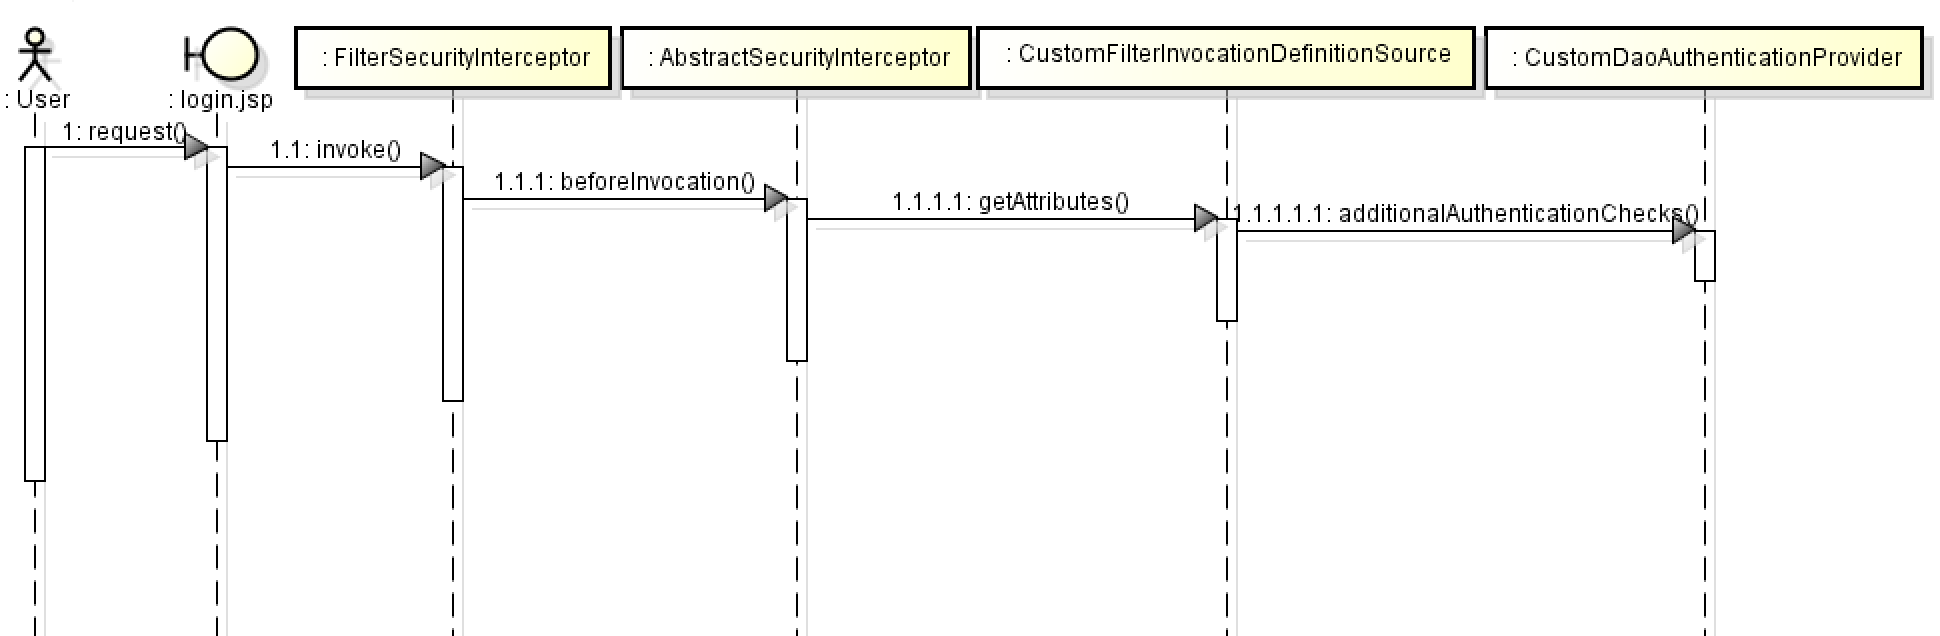 : User
: login.jsp
: FilterSecurityInterceptor
: AbstractSecurityInterceptor
: CustomFilterInvocationDefinitionSource
: CustomDaoAuthenticationProvider
1: request()
1.1: invoke()
1.1.1: beforeInvocation()
1.1.1.1: getAttributes()
1.1.1.1.1: additionalAuthenticationChecks()